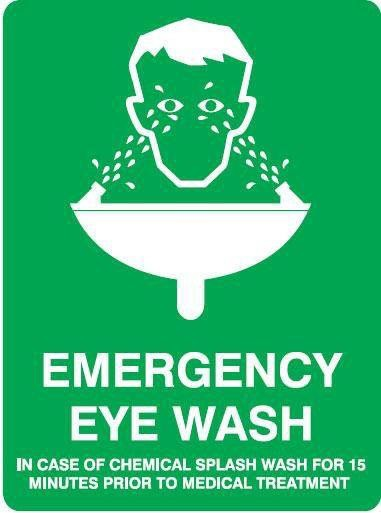 EMERGENCY
EYE WASH
IN CASE OF CHEMICAL SPLASH WASH FOR 15
MINUTES PRIOR TO MEDICAL TREATMENT